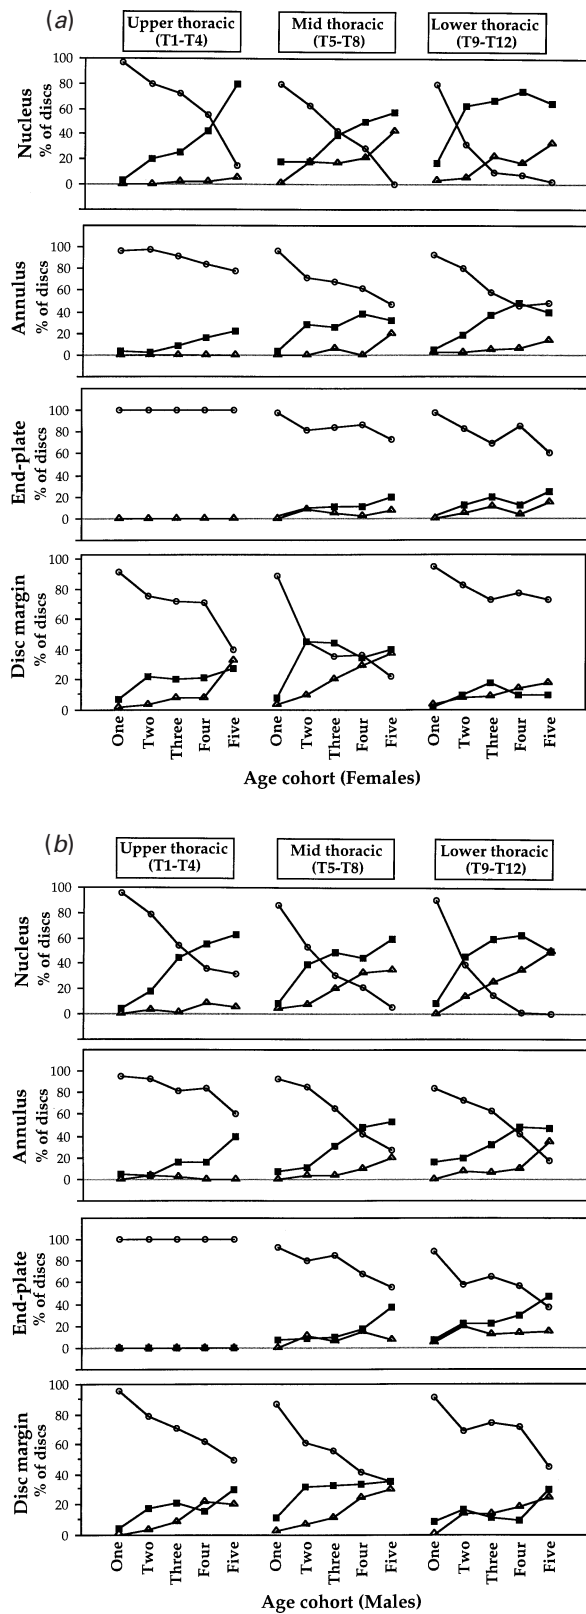 (a)
Upper thoracic
(T1-T4)
Mid thoracic
(T5-T8)
Lower thoracic
(T9-T12)
Nucleus
% of discs
100
80
60
40
20
0
Annulus
% of discs
100
80
60
40
20
0
End-plate
% of discs
100
80
60
40
20
0
Disc margin
% of discs
100
80
60
40
20
0
One Two Three Four Five One Two Three Four Five One Two Three Four Five
Age cohort (Females)
(b)
Upper thoracic
(T1-T4)
Mid thoracic
(T5-T8)
Lower thoracic
(T9-T12)
Nucleus
% of discs
100
80
60
40
20
0
Annulus
% of discs
100
80
60
40
20
0
End-plate
% of discs
100
80
60
40
20
0
Disc margin
% of discs
100
80
60
40
20
0
One Two Three Four Five One Two Three Four Five One Two Three Four Five
Age cohort (Males)